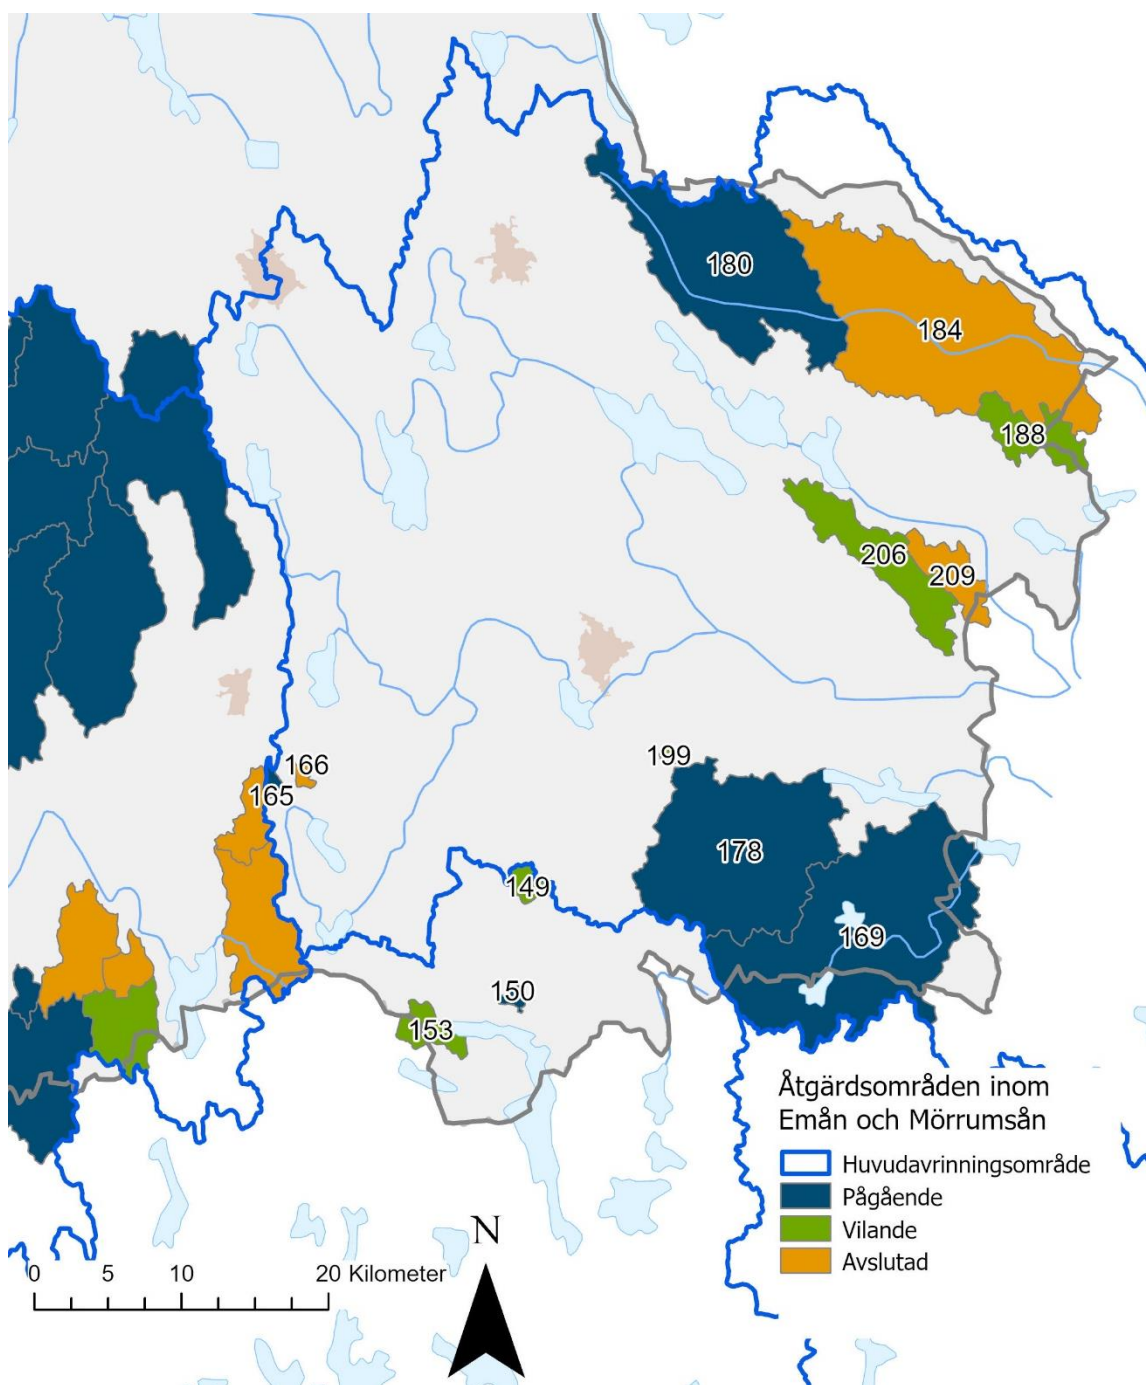 180
184
188
206
209
199
166
165
178
149
169
150
153
Åtgärdsområden inom
Emån och Mörrumsån
Huvudavrinningsområde
Pågående
Vilande
Avslutad
N
0 5 10 20 Kilometer